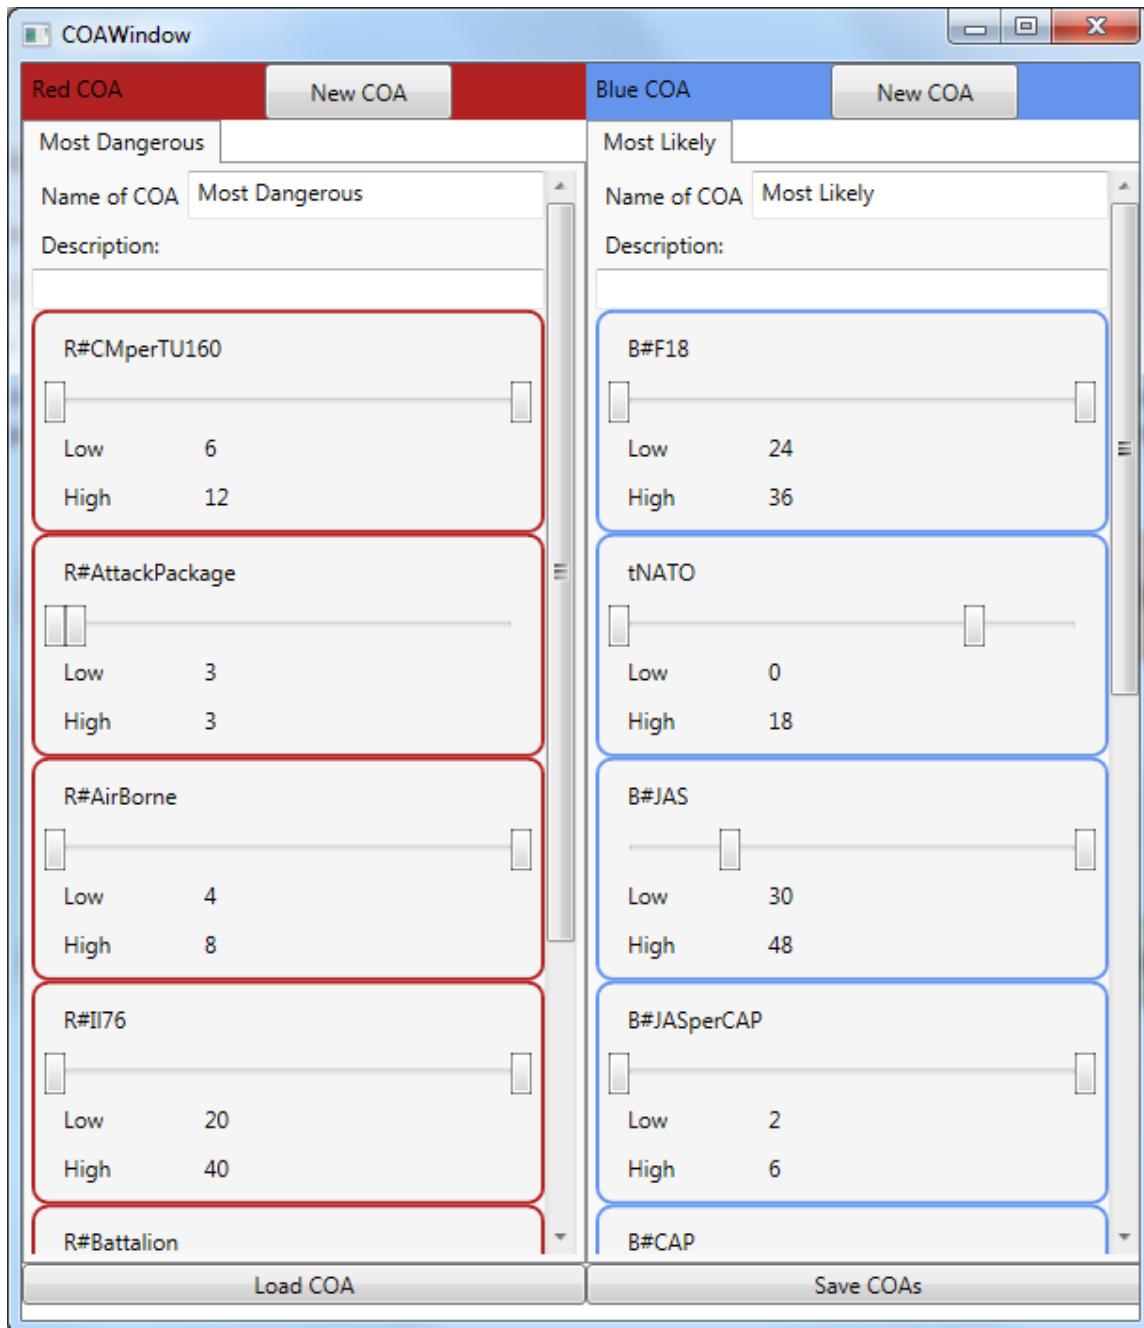 COAWindow
Red COA
New COA
Blue COA
New COA
Most Dangerous
Name of COA Most Dangerous
Description:
R#CMperTU160
Low 6
High 12
R#AttackPackage
Low 3
High 3
R#AirBorne
Low 4
High 8
R#Il76
Low 20
High 40
R#Battalion
Load COA
Most Likely
Name of COA Most Likely
Description:
B#F18
Low 24
High 36
tNATO
Low 0
High 18
B#JAS
Low 30
High 48
B#JASperCAP
Low 2
High 6
B#CAP
Save COAs